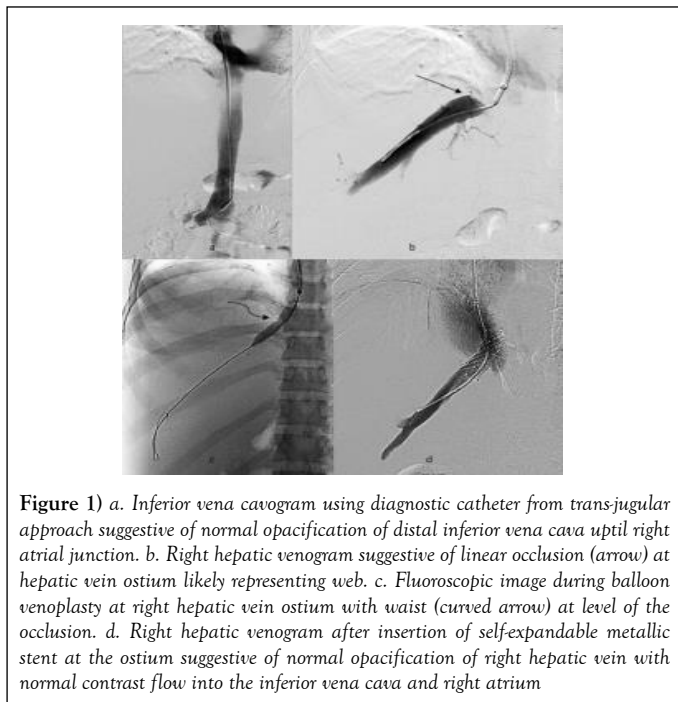 a
b
c
d
Figure 1) a. Inferior vena cavogram using diagnostic catheter from trans-jugular
approach suggestive of normal opacification of distal inferior vena cava uptil right
atrial junction. b. Right hepatic venogram suggestive of linear occlusion (arrow) at
hepatic vein ostium likely representing web. c. Fluoroscopic image during balloon
venoplasty at right hepatic vein ostium with waist (curved arrow) at level of the
occlusion. d. Right hepatic venogram after insertion of self-expandable metallic
stent at the ostium suggestive of normal opacification of right hepatic vein with
normal contrast flow into the inferior vena cava and right atrium